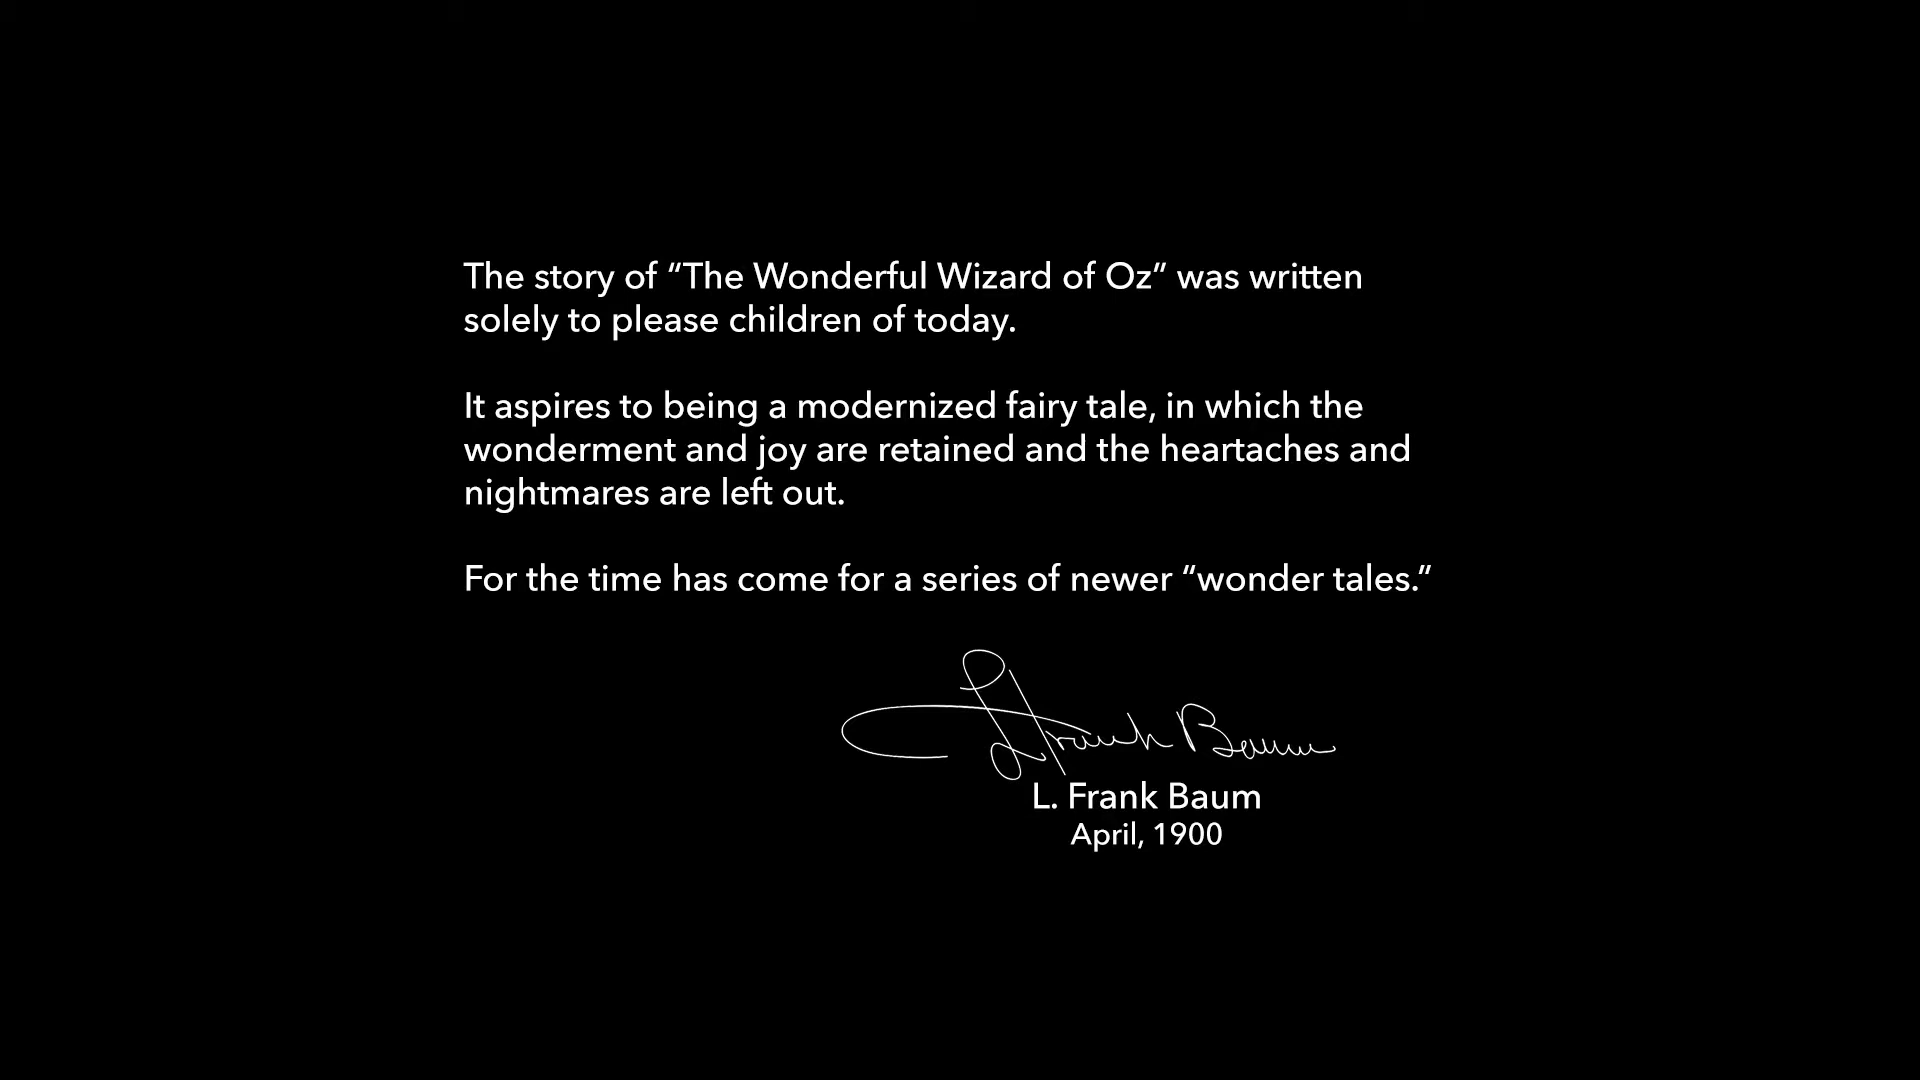 The story of “The Wonderful Wizard of Oz” was written
solely to please children of today.
It aspires to being a modernized fairy tale, in which the
wonderment and joy are retained and the heartaches and
nightmares are left out.
For the time has come for a series of newer “wonder tales.”
L. Frank Baum
L. Frank Baum
April, 1900